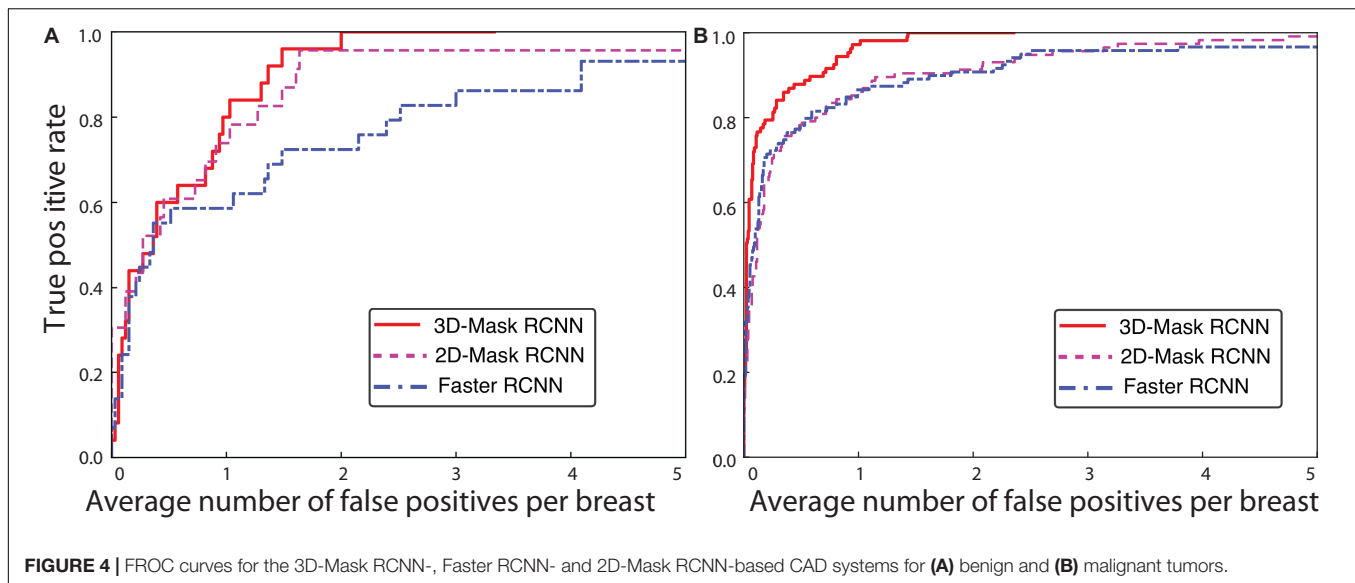 A
B
True pos itive rate
1.0
0.8
0.6
0.4
0.2
0.0
3D-Mask RCNN
2D-Mask RCNN
Faster RCNN
0 1 2 3 4 5
Average number of false positives per breast
1.0
0.8
0.6
0.4
0.2
0.0
3D-Mask RCNN
2D-Mask RCNN
Faster RCNN
0 1 2 3 4 5
Average number of false positives per breast
FIGURE 4 | FROC curves for the 3D-Mask RCNN-, Faster RCNN- and 2D-Mask RCNN-based CAD systems for (A) benign and (B) malignant tumors.